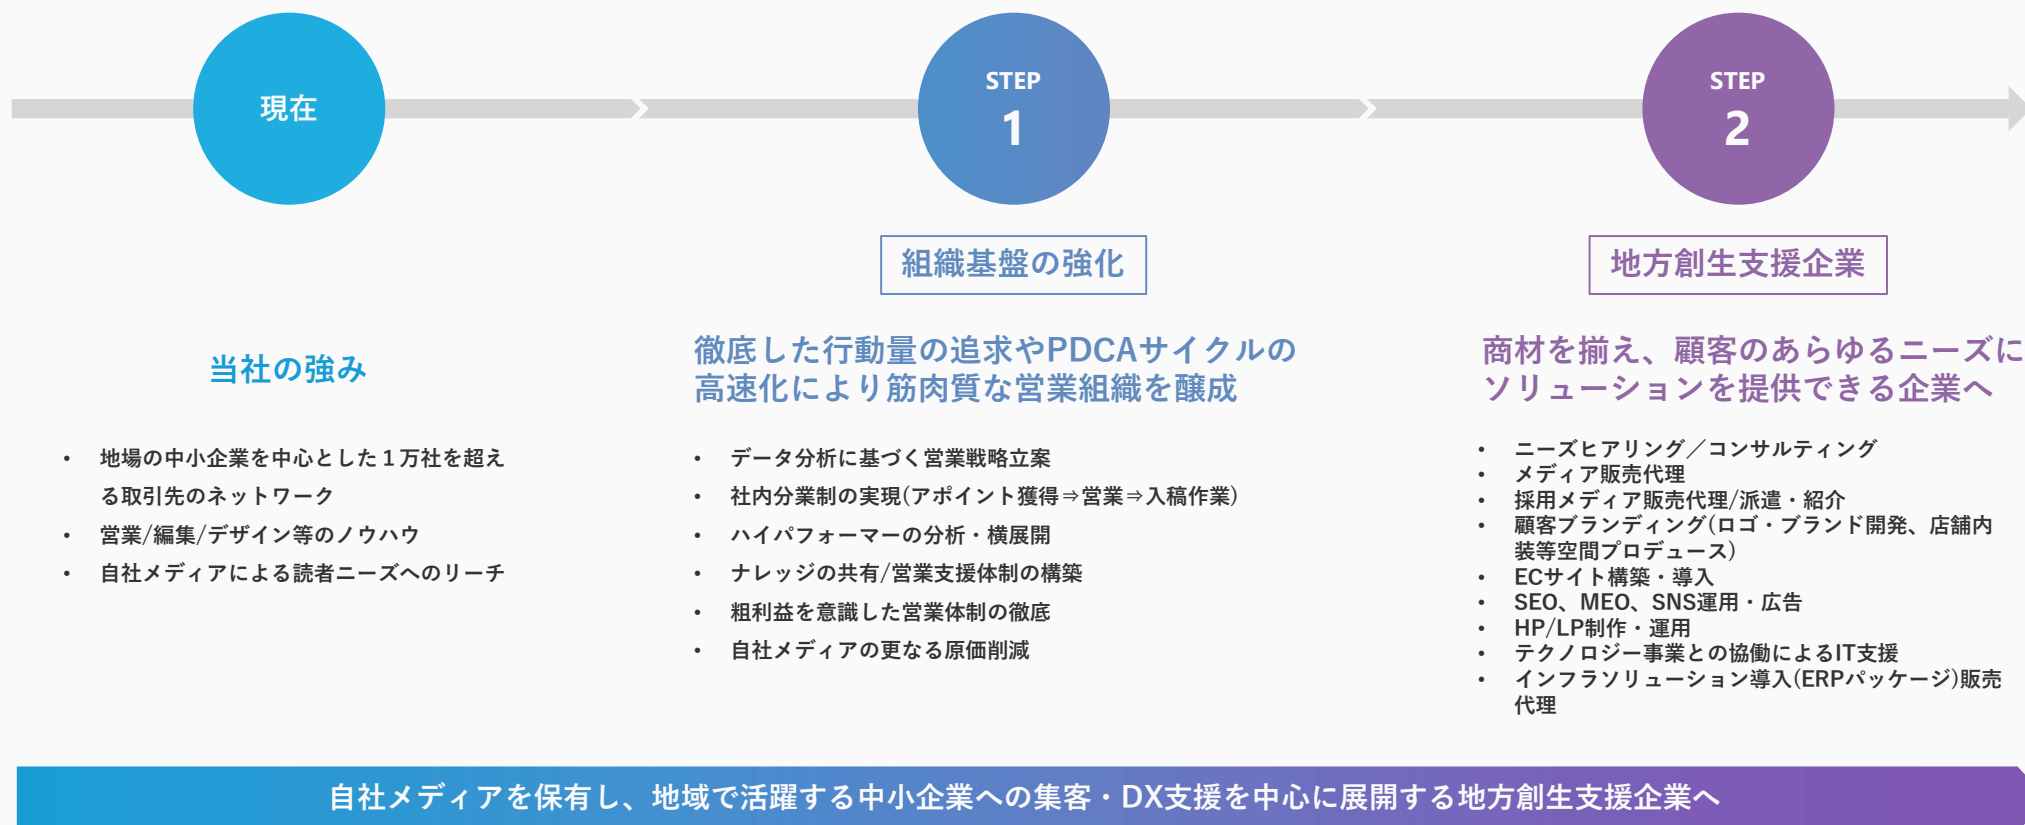 現在
当社の強み
• 地場の中小企業を中心とした１万社を超え
る取引先のネットワーク
• 営業/編集/デザイン等のノウハウ
• 自社メディアによる読者ニーズへのリーチ
STEP
1
組織基盤の強化
徹底した行動量の追求やPDCAサイクルの
高速化により筋肉質な営業組織を醸成
• データ分析に基づく営業戦略立案
• 社内分業制の実現(アポイント獲得⇒営業⇒入稿作業)
• ハイパフォーマーの分析・横展開
• ナレッジの共有/営業支援体制の構築
• 粗利益を意識した営業体制の徹底
• 自社メディアの更なる原価削減
STEP
2
地方創生支援企業
商材を揃え、顧客のあらゆるニーズに
ソリューションを提供できる企業へ
• ニーズヒアリング／コンサルティング
• メディア販売代理
• 採用メディア販売代理/派遣・紹介
• 顧客ブランディング(ロゴ・ブランド開発、店舗内
装等空間プロデュース)
• ECサイト構築・導入
• SEO、MEO、SNS運用・広告
• HP/LP制作・運用
• テクノロジー事業との協働によるIT支援
• インフラソリューション導入(ERPパッケージ)販売
代理
自社メディアを保有し、地域で活躍する中小企業への集客・DX支援を中心に展開する地方創生支援企業へ